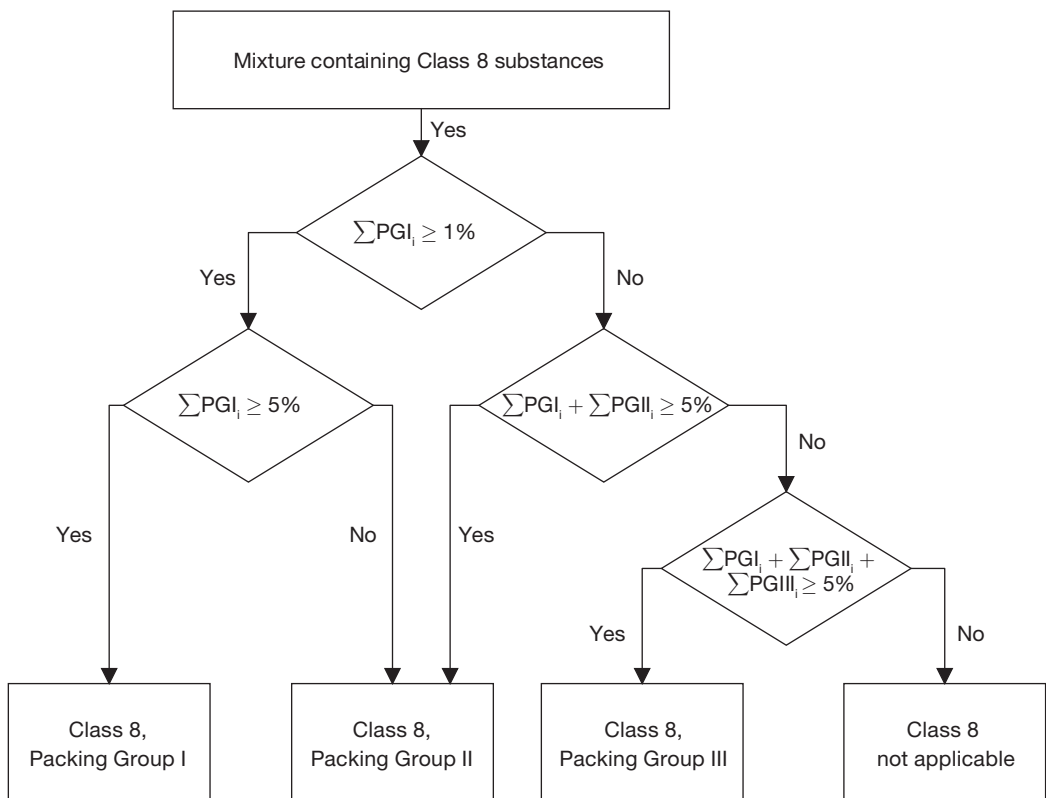 Mixture containing Class 8 substances
Yes
∑PGIᵢ ≥ 1%
Yes
No
∑PGIᵢ ≥ 5%
∑PGIᵢ + ∑PGIIᵢ ≥ 5%
No
Yes
No
Yes
∑PGIᵢ + ∑PGIIᵢ +
∑PGIIIᵢ ≥ 5%
Yes
No
Class 8,
Packing Group I
Class 8,
Packing Group II
Class 8,
Packing Group III
Class 8
not applicable